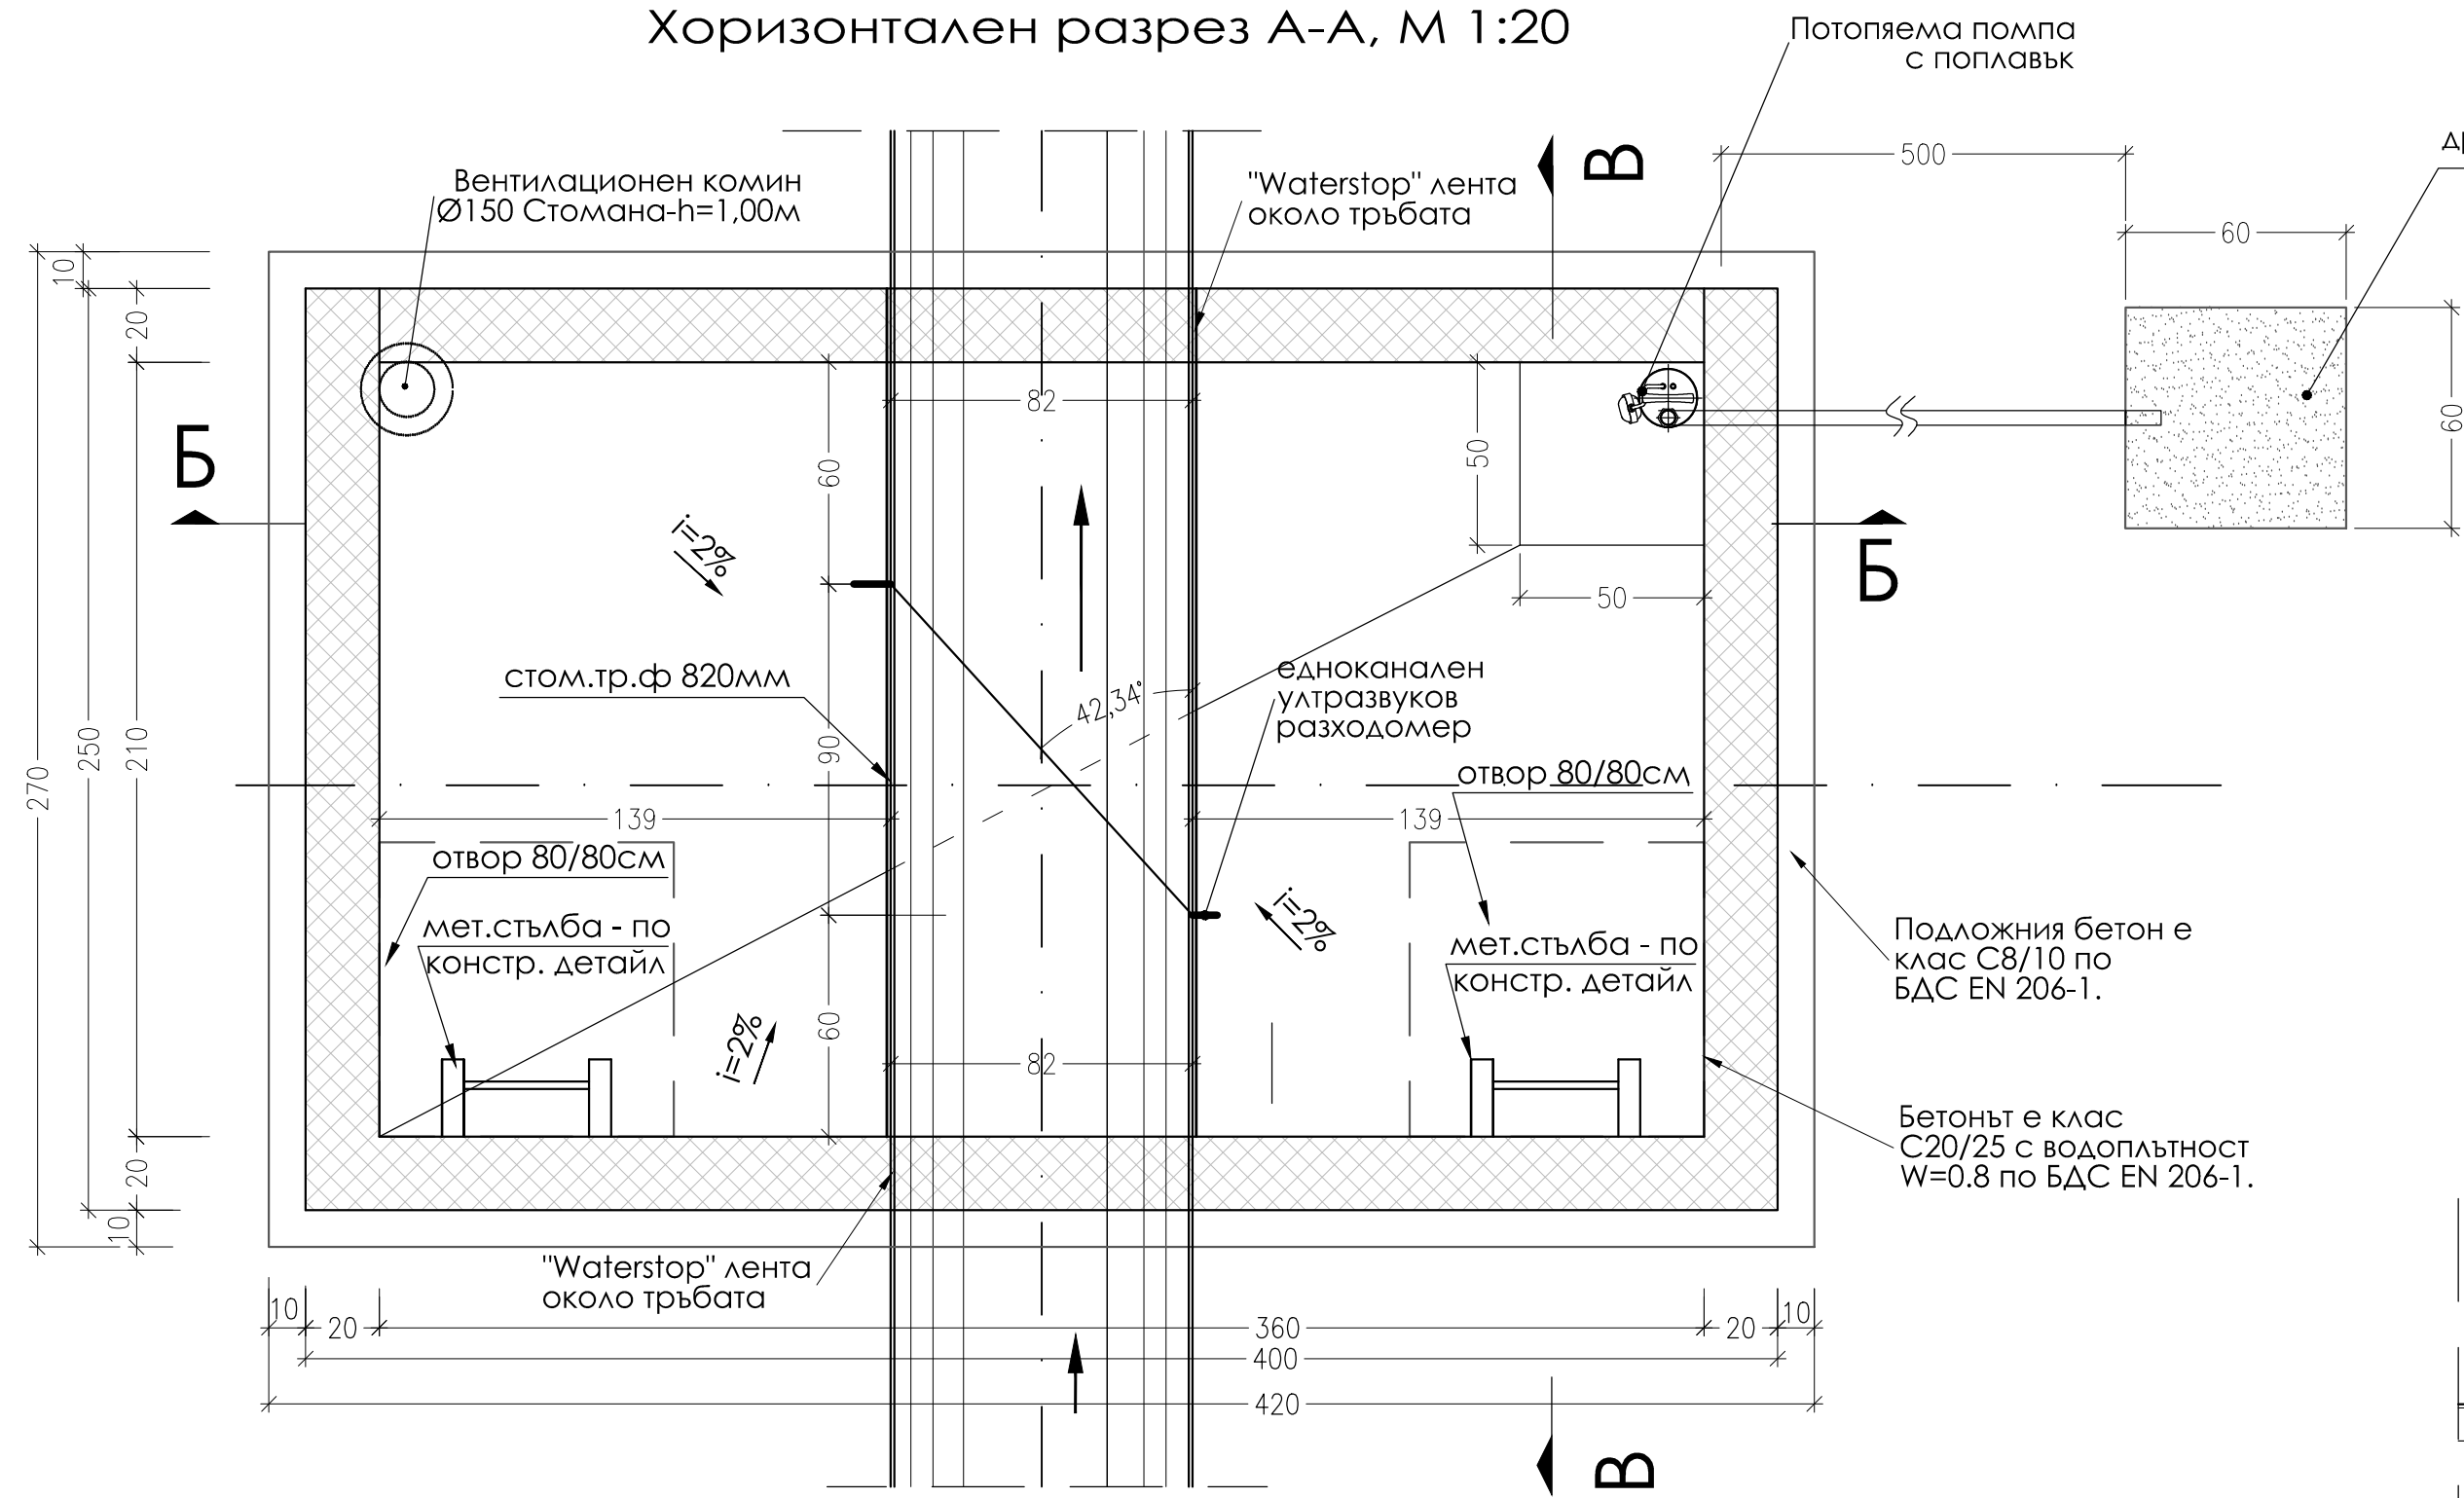 Хоризонтален разрез А-А, М 1:20
Потопяема помпа
с поплавък
Вентилационен комин
Ø150 Стомана-h=1,00м
"Waterstop" лента
около тръбата
В
500
60
60
10
20
82
60
50
50
Б
Б
i=2%
стом.тр.ф 820мм
42,34°
едноканален
ултразвуков
разходомер
270
250
210
90
отвор 80/80см
139
139
отвор 80/80см
мет.стълба - по
констр. детайл
i=2%
мет.стълба - по
констр. детайл
Подложния бетон е
клас С8/10 по
БДС EN 206-1.
i=2%
60
82
Бетонът е клас
С20/25 с водоплътност
W=0.8 по БДС EN 206-1.
20
10
"Waterstop" лента
около тръбата
10
20
360
20
10
400
420
В